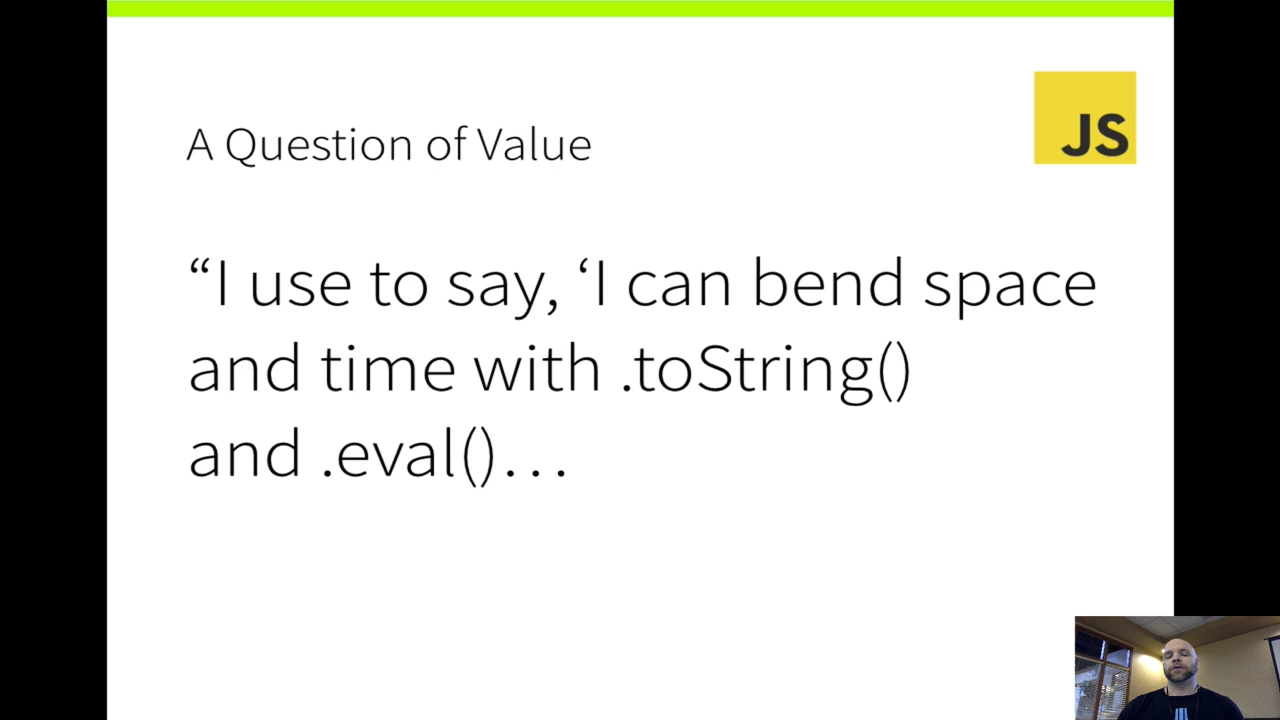 A Question of Value
JS
“I use to say, ‘I can bend space
and time with .toString()
and .eval()…